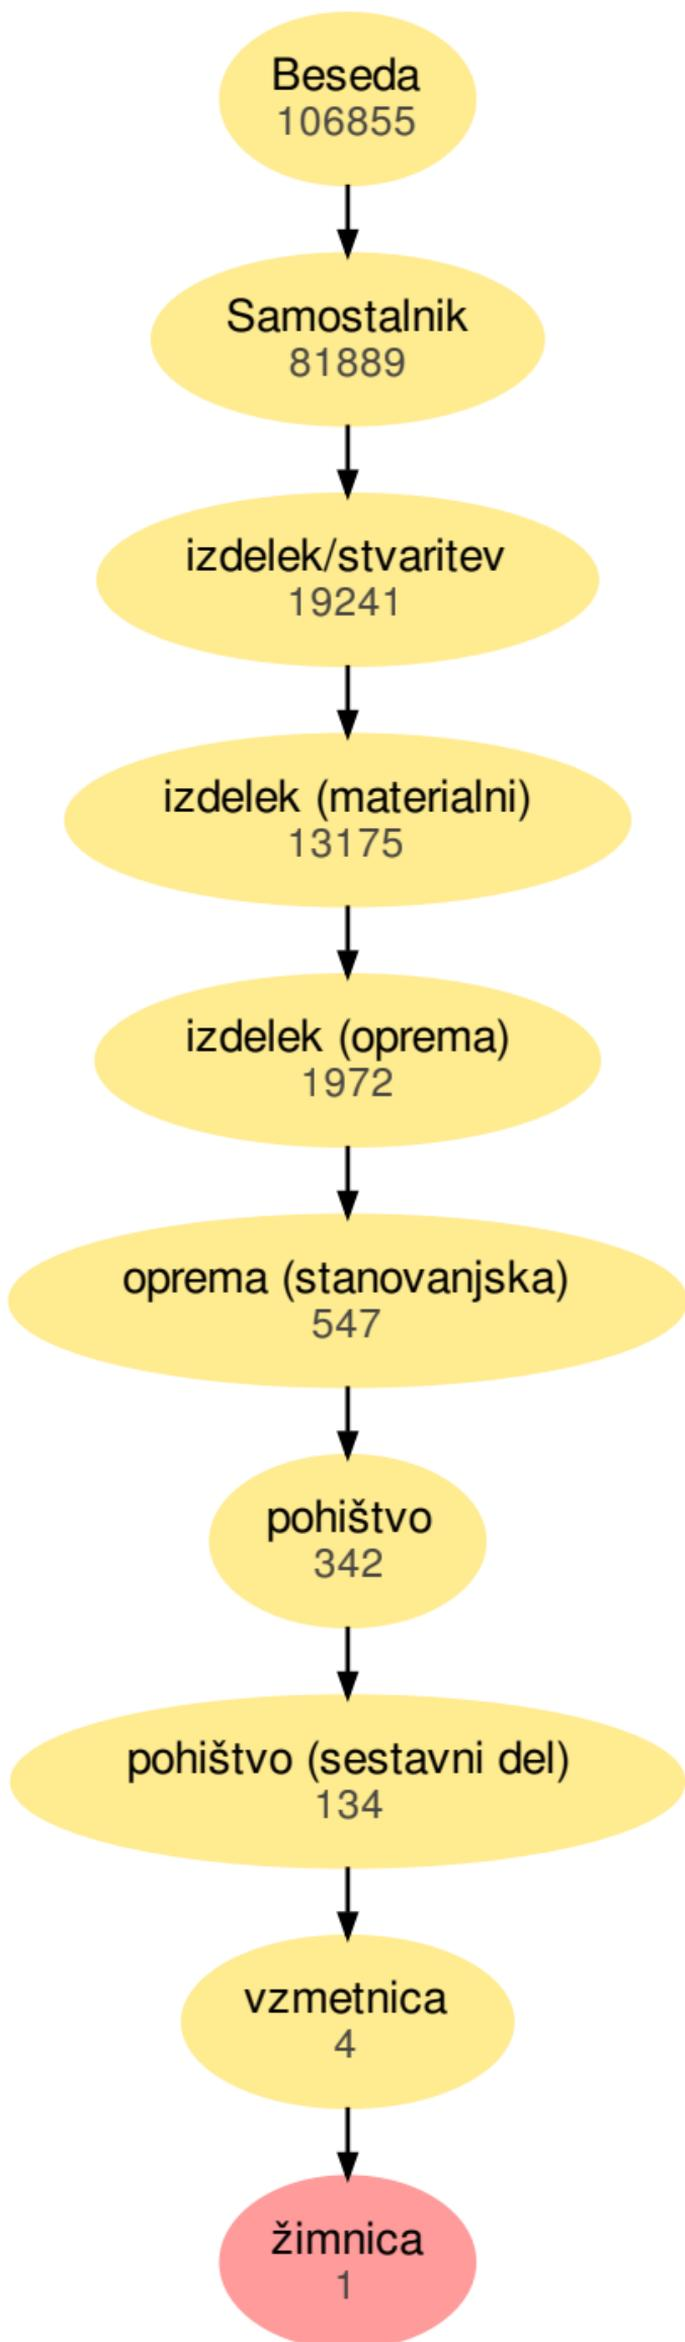 Beseda
106855
Samostalnik
81889
izdelek/stvaritev
19241
izdelek (materialni)
13175
izdelek (oprema)
1972
oprema (stanovanjska)
547
pohištvo
342
pohištvo (sestavni del)
134
vzmetnica
4
žimnica
1